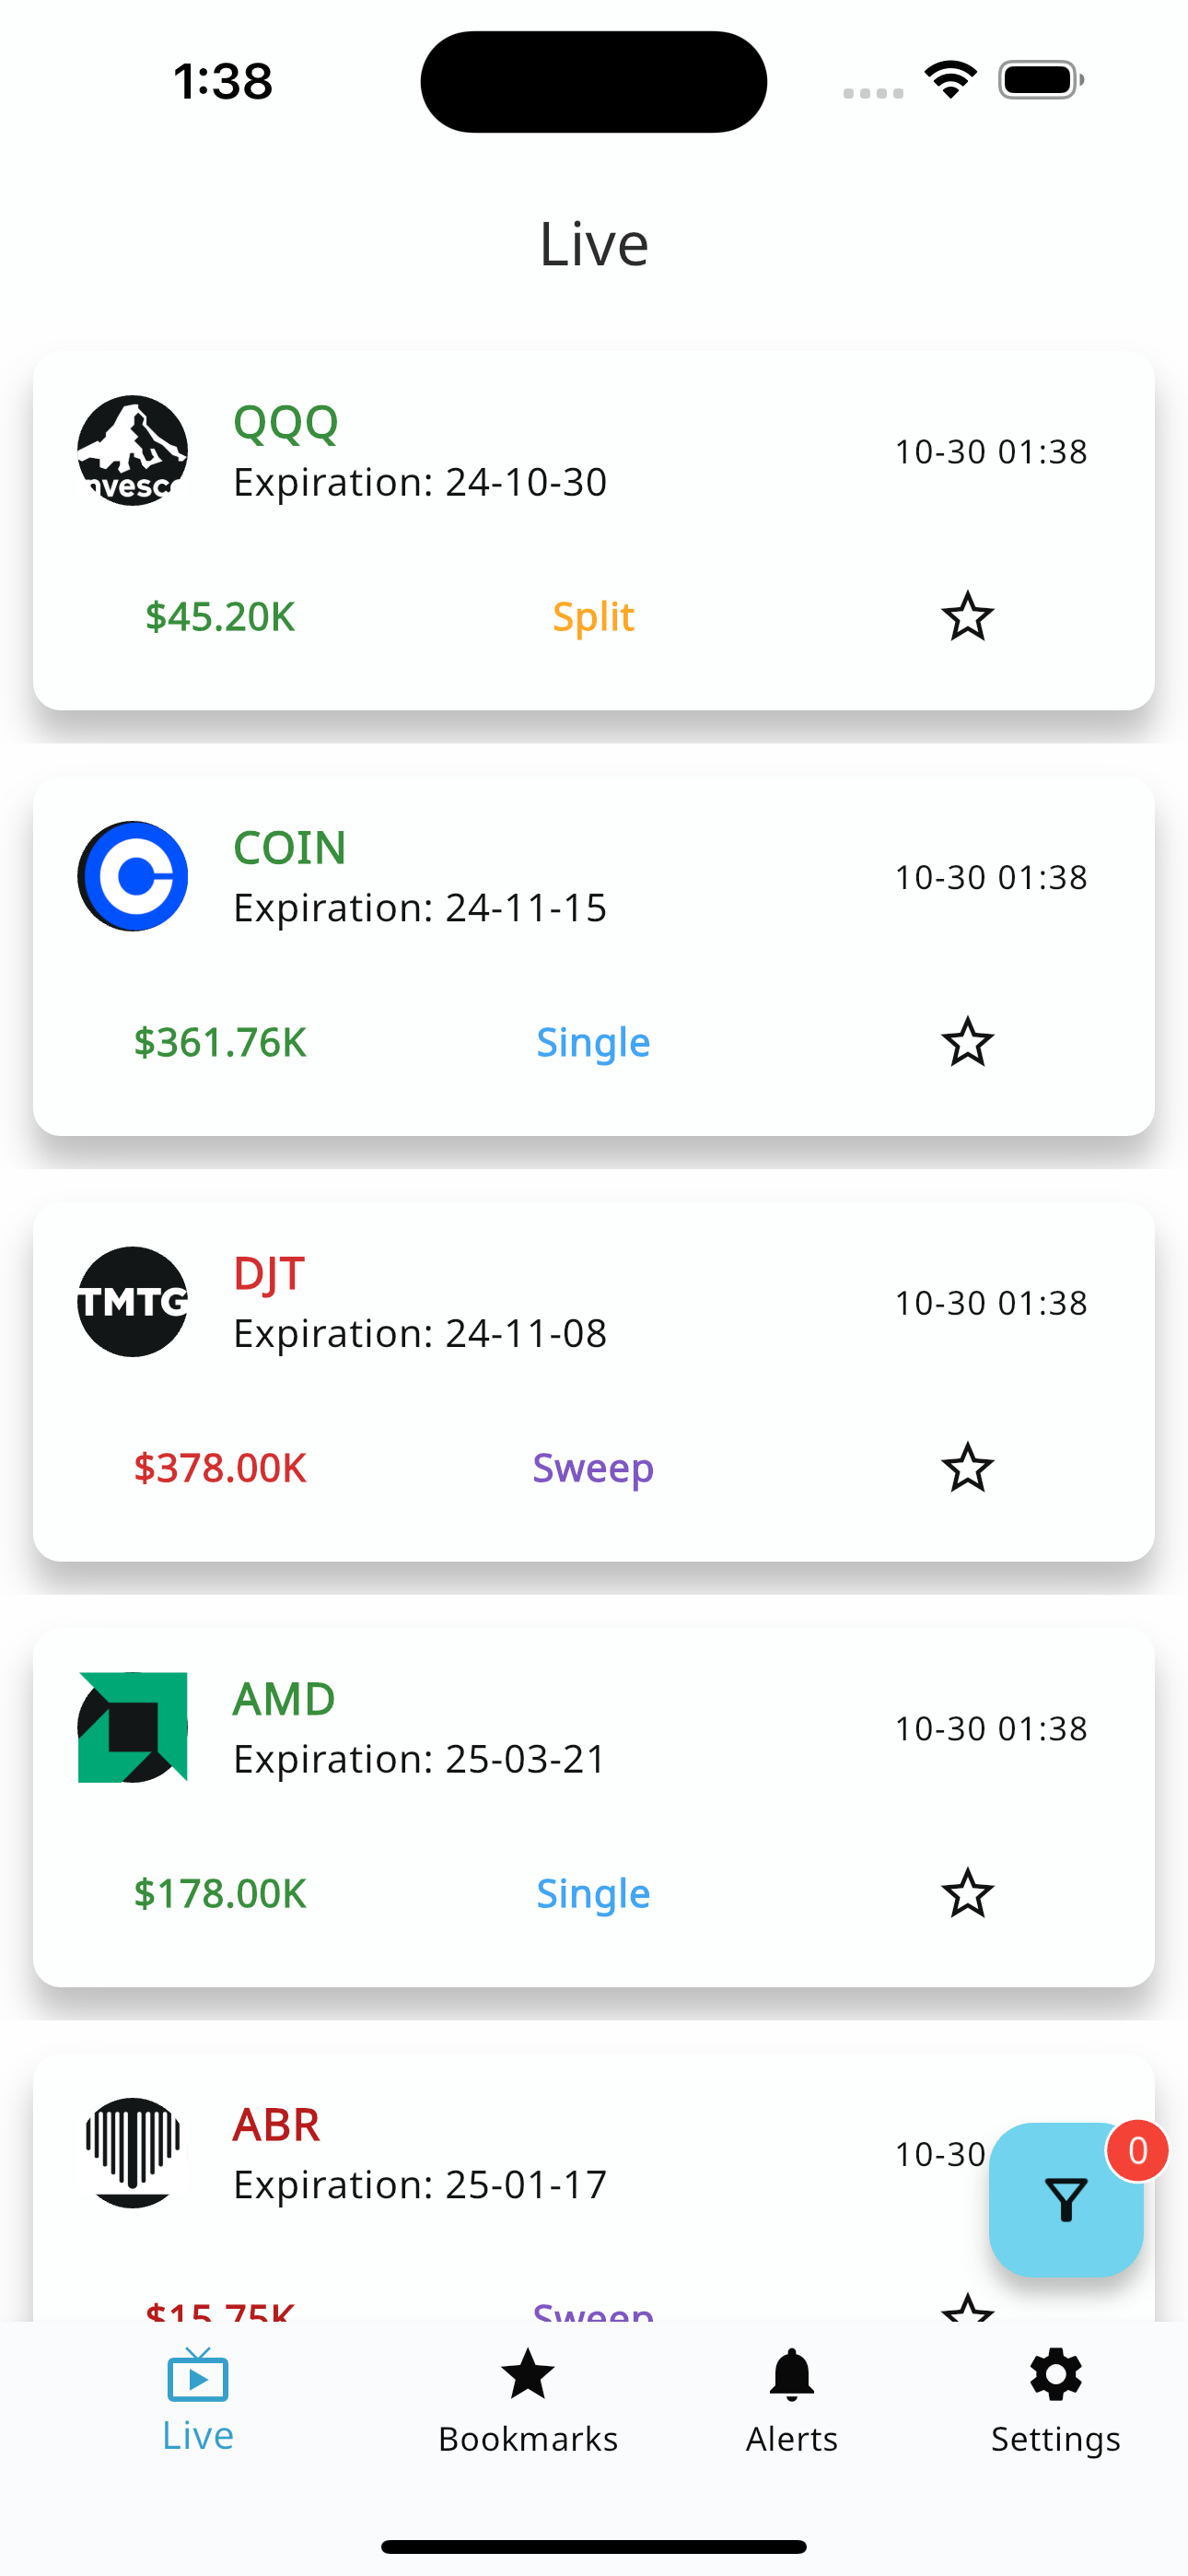 1:38
Live
QQQ
Expiration: 24-10-30
10-30 01:38
$45.20K
Split
COIN
Expiration: 24-11-15
10-30 01:38
$361.76K
Single
TMTG
DJT
Expiration: 24-11-08
10-30 01:38
$378.00K
Sweep
AMD
Expiration: 25-03-21
10-30 01:38
$178.00K
Single
ABR
Expiration: 25-01-17
10-30
0
$15.75K
Sweep
Live
Bookmarks
Alerts
Settings